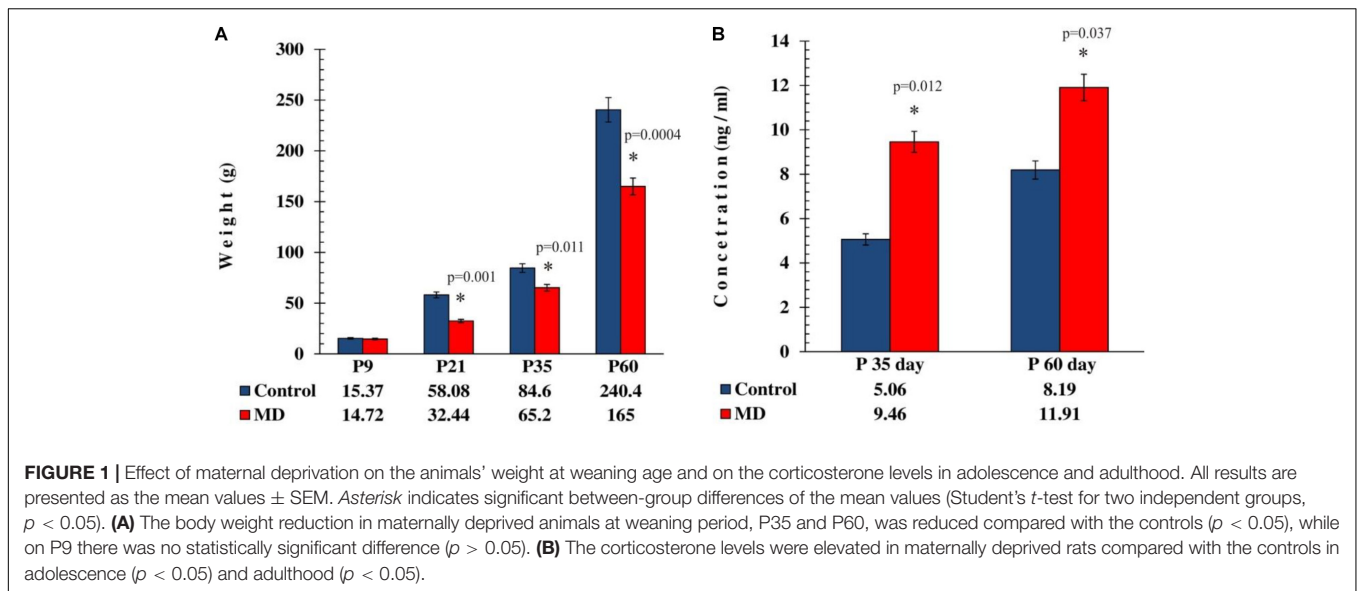 A
300
250
200
150
100
50
0
Weight (g)
p=0.001
*
p=0.011
*
p=0.0004
*
P9 P21 P35 P60
Control 15.37 58.08 84.6 240.4
MD 14.72 32.44 65.2 165
B
14
12
10
8
6
4
2
0
Concetration (ng / ml)
p=0.012
*
p=0.037
*
P 35 day P 60 day
Control 5.06 8.19
MD 9.46 11.91
FIGURE 1 | Effect of maternal deprivation on the animals' weight at weaning age and on the corticosterone levels in adolescence and adulthood. All results are
presented as the mean values ± SEM. Asterisk indicates significant between-group differences of the mean values (Student's t-test for two independent groups,
p < 0.05). (A) The body weight reduction in maternally deprived animals at weaning period, P35 and P60, was reduced compared with the controls (p < 0.05), while
on P9 there was no statistically significant difference (p > 0.05). (B) The corticosterone levels were elevated in maternally deprived rats compared with the controls in
adolescence (p < 0.05) and adulthood (p < 0.05).